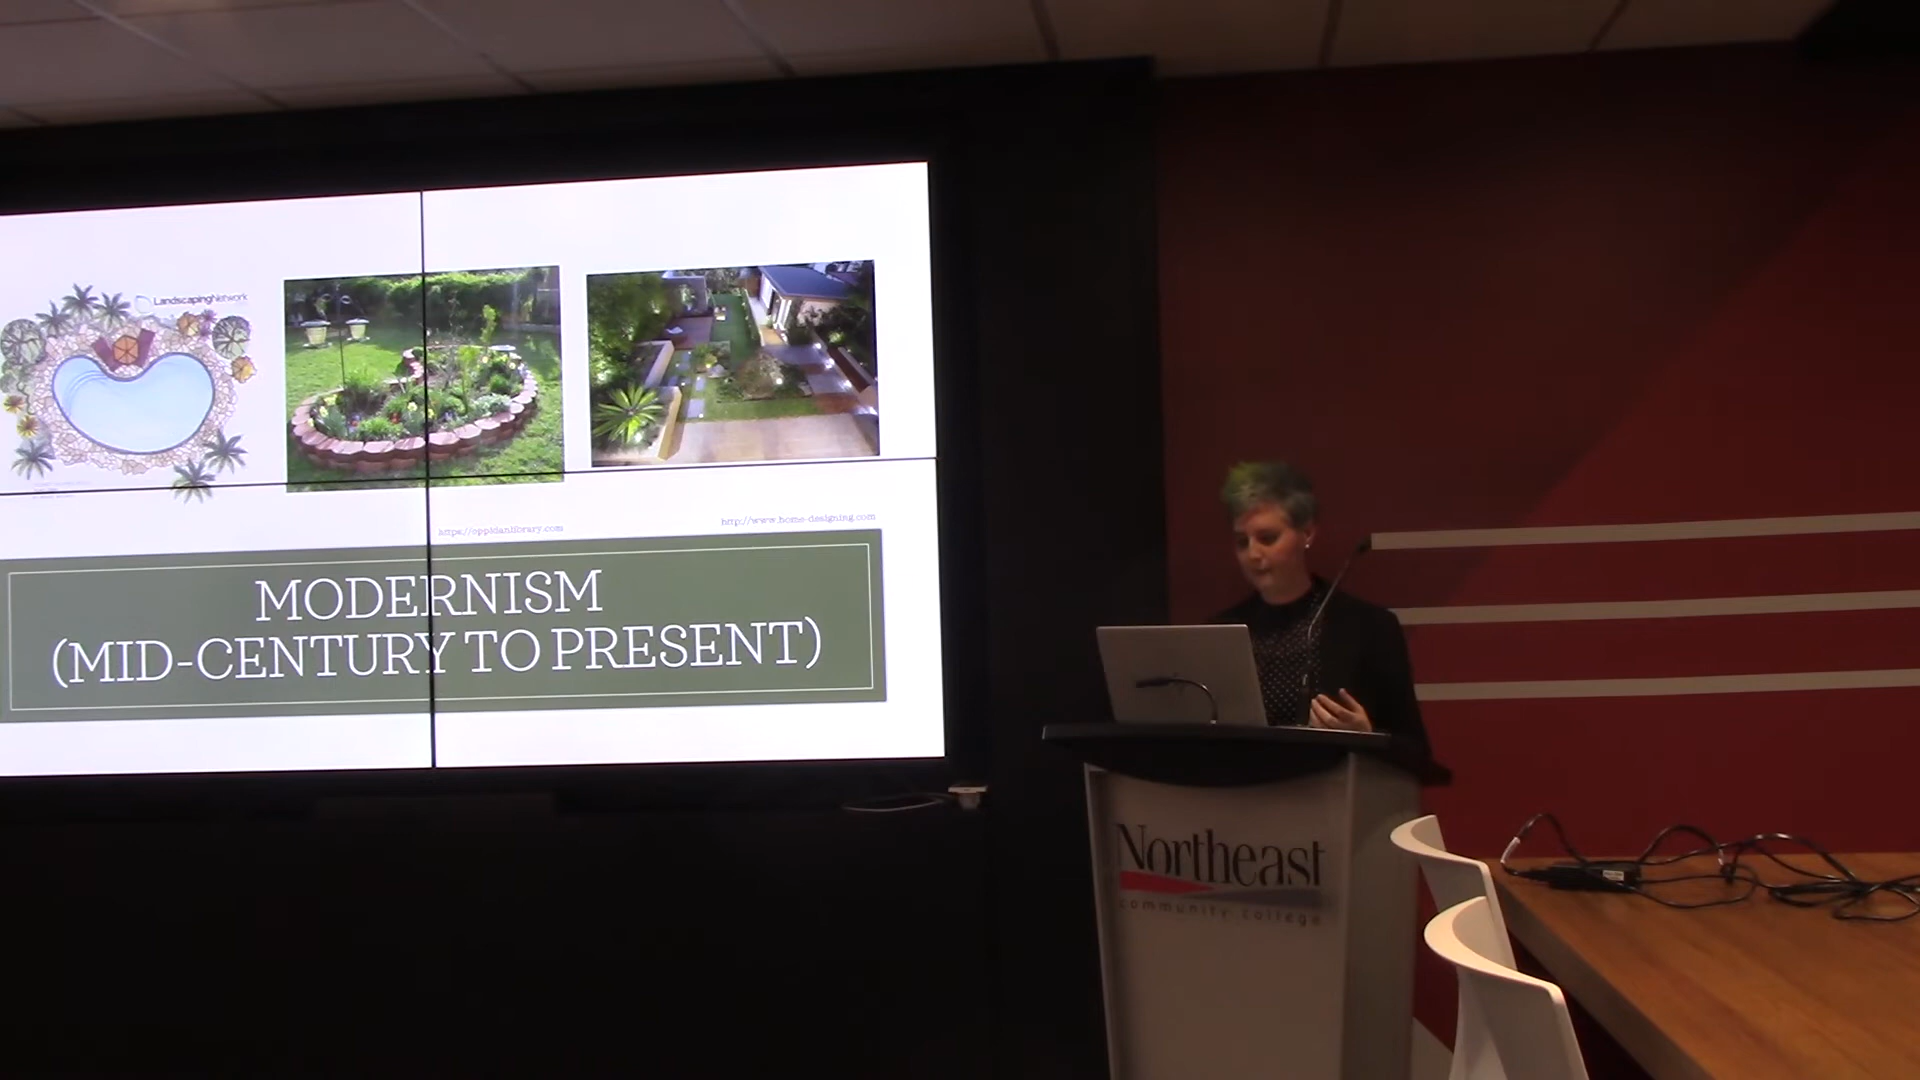 LandscapingNetwork
https://oppidanlibrary.com
http://www.home-designing.com
MODERNISM
(MID-CENTURY TO PRESENT)
Northeast
community college